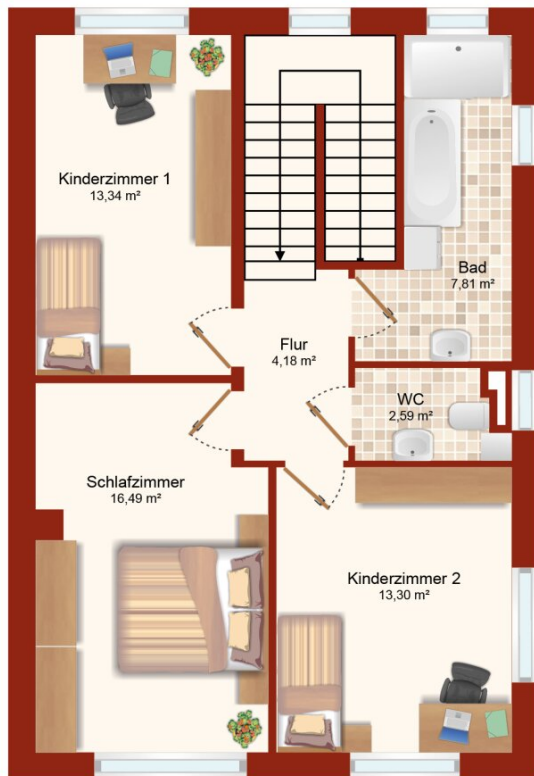 Kinderzimmer 1
13,34 m²
Bad
7,81 m²
Flur
4,18 m²
WC
2,59 m²
Schlafzimmer
16,49 m²
Kinderzimmer 2
13,30 m²